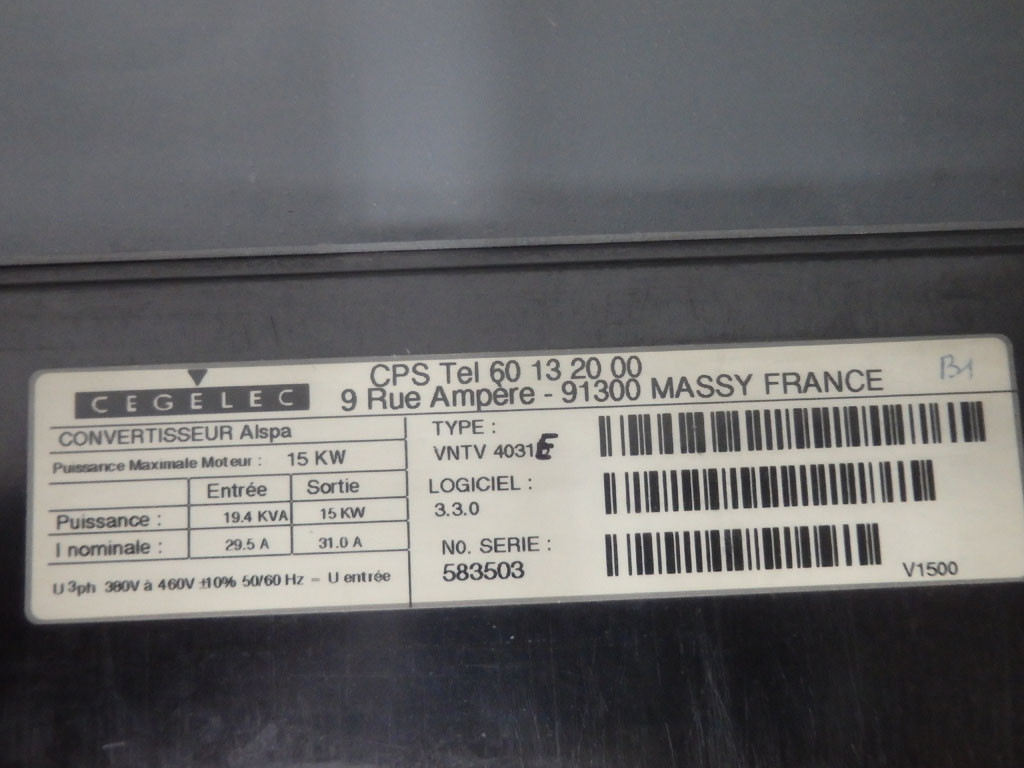 CEGELEC
CPS Tel 60 13 20 00
9 Rue Ampère - 91300 MASSY FRANCE
B1
CONVERTISSEUR Alspa
Puissance Maximale Moteur : 15 KW
Entrée Sortie
Puissance : 19.4 KVA 15 KW
I nominale : 29.5 A 31.0 A
U 3ph 380V à 460V ±10% 50/60 Hz = U entrée
TYPE :
VNTV 4031E
LOGICIEL :
3.3.0
NO. SERIE :
583503
V1500